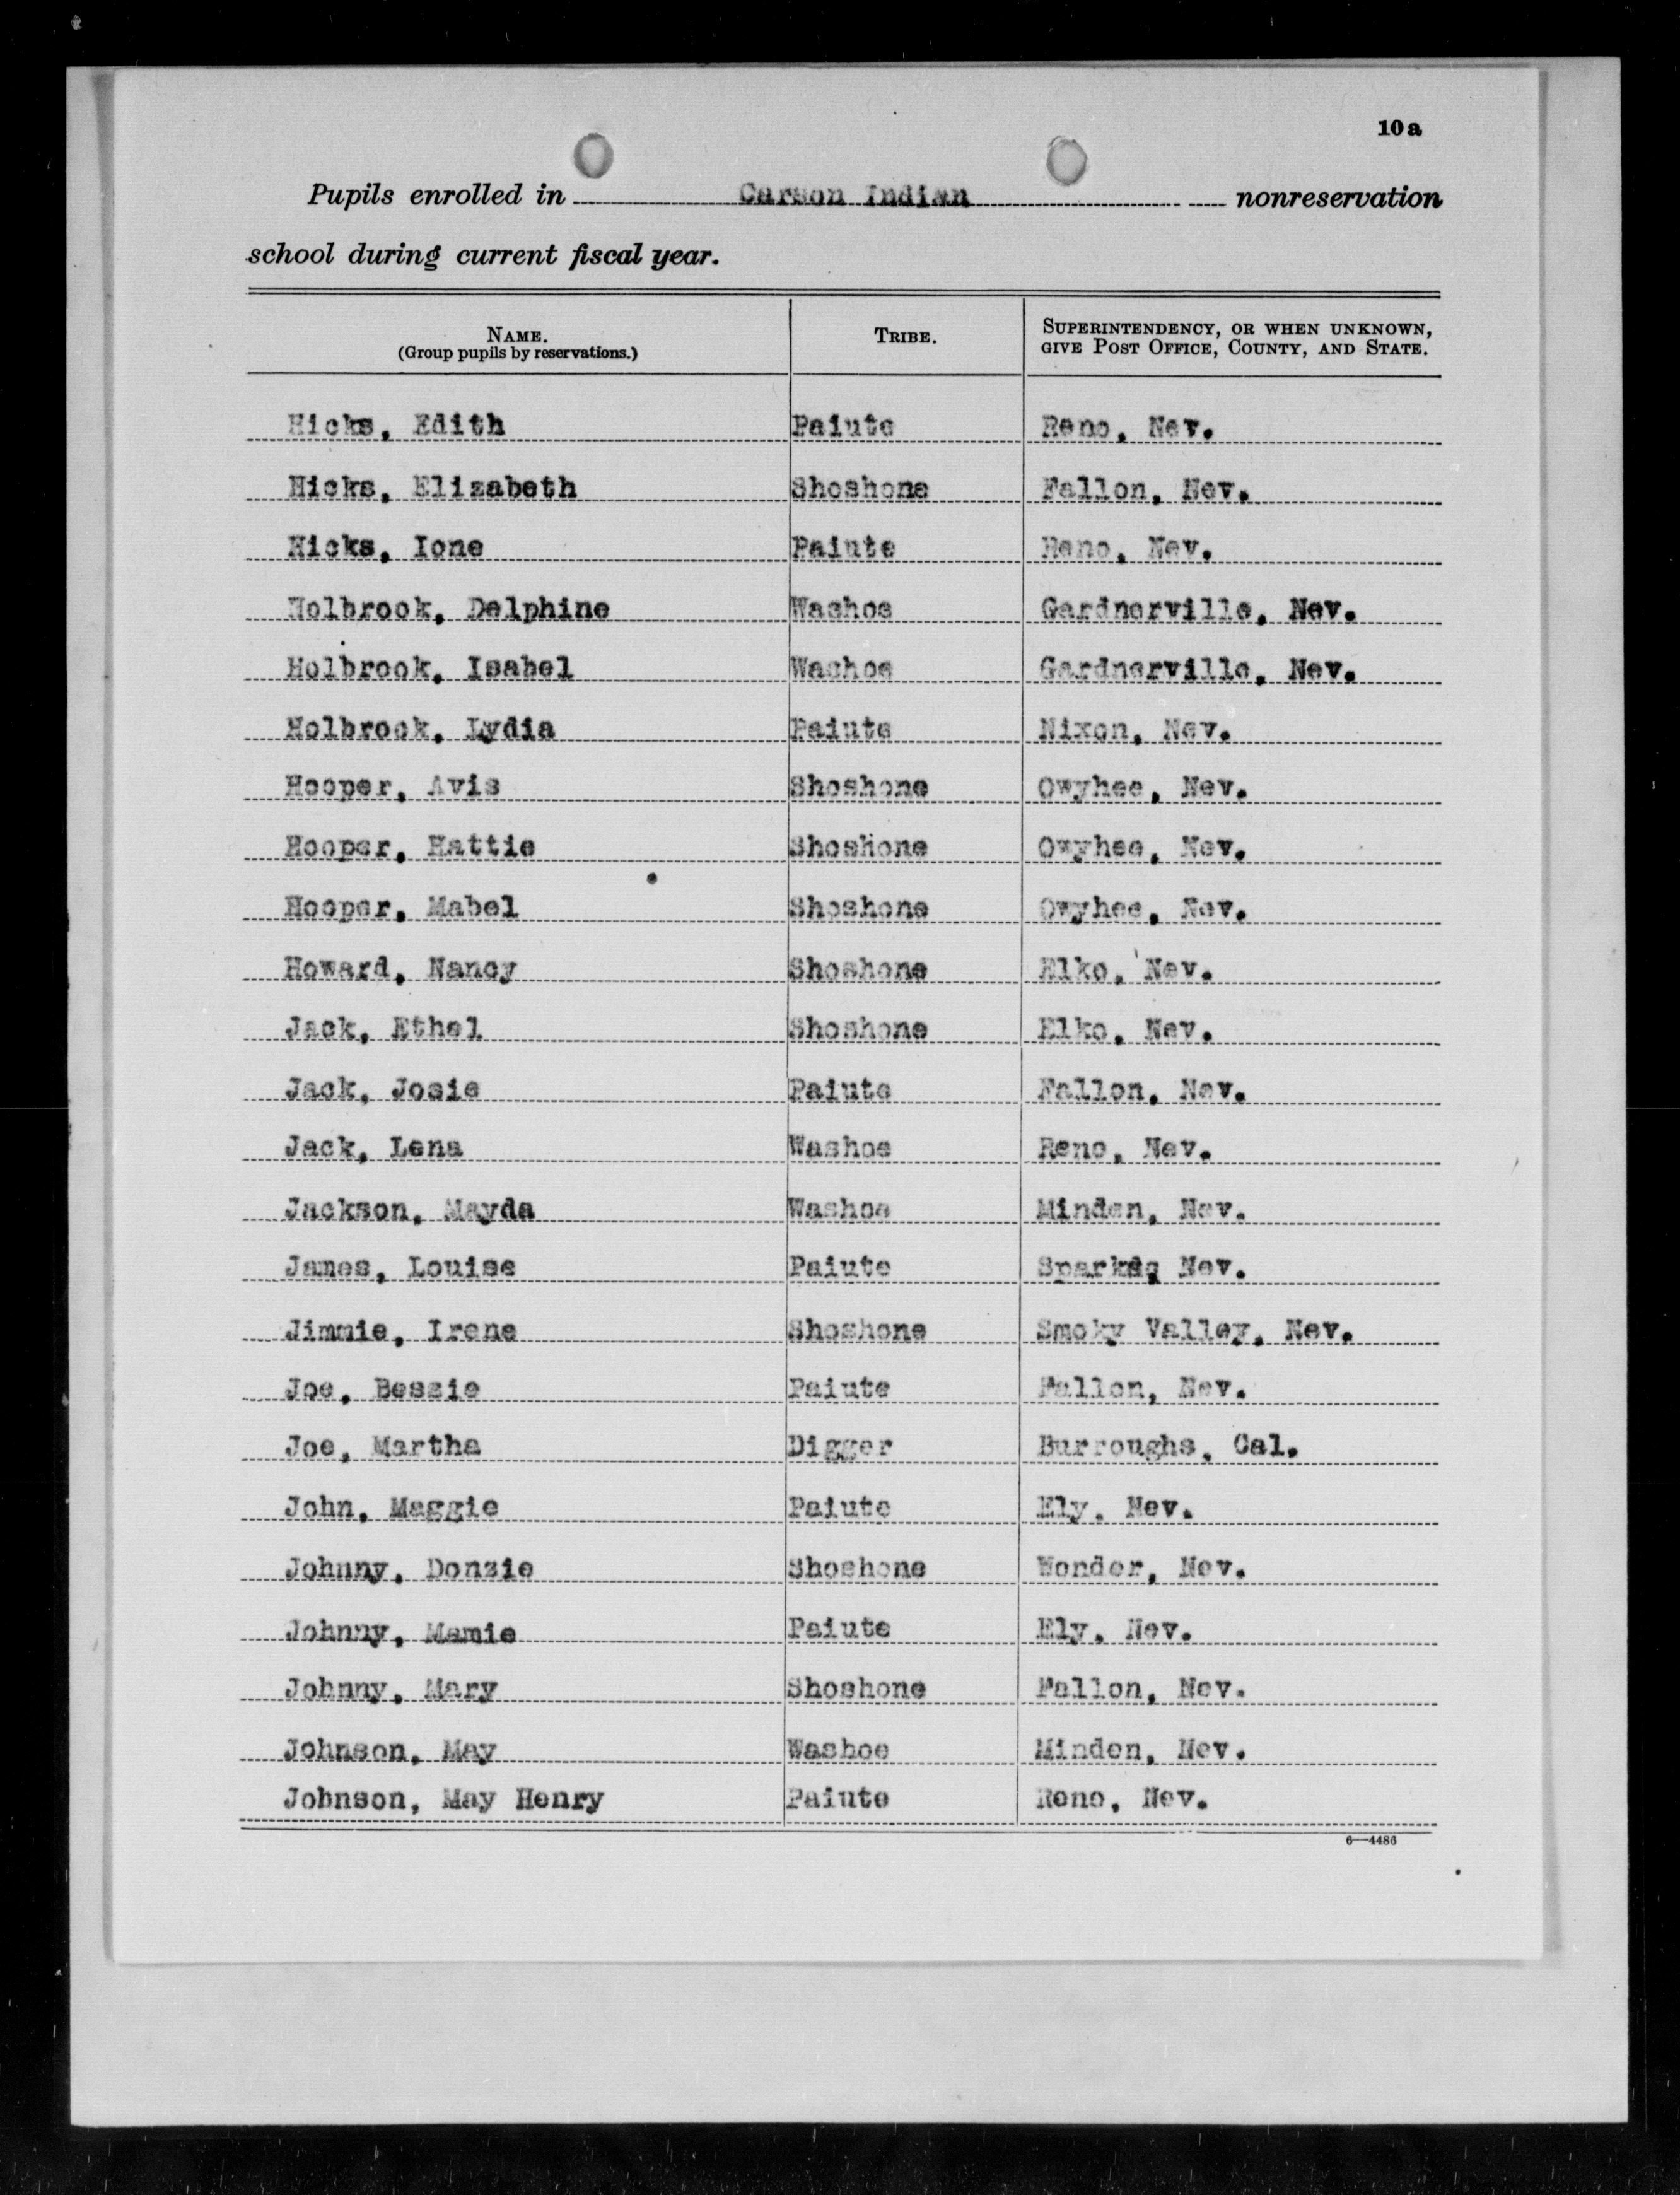 10a
Pupils enrolled in Carson Indian nonreservation
school during current fiscal year.
NAME. (Group pupils by reservations.) TRIBE. SUPERINTENDENCY, OR WHEN UNKNOWN, GIVE POST OFFICE, COUNTY, AND STATE.
Hicks, Edith Paiute Reno, Nev.
Hicks, Elizabeth Shoshone Fallon, Nev.
Hicks, Ione Paiute Reno, Nev.
Holbrook, Delphine Washoe Gardnerville, Nev.
Holbrook, Isabel Washoe Gardnerville, Nev.
Holbrook, Lydia Paiute Nixon, Nev.
Hooper, Avis Shoshone Owyhee, Nev.
Hooper, Hattie Shoshone Owyhee, Nev.
Hooper, Mabel Shoshone Owyhee, Nev.
Howard, Nancy Shoshone Elko, Nev.
Jack, Ethel Shoshone Elko, Nev.
Jack, Josie Paiute Fallon, Nev.
Jack, Lena Washoe Reno, Nev.
Jackson, Mayda Washoe Minden, Nev.
James, Louise Paiute Sparks, Nev.
Jimmie, Irene Shoshone Smoky Valley, Nev.
Joe, Bessie Paiute Fallon, Nev.
Joe, Martha Digger Burroughs, Cal.
John, Maggie Paiute Ely, Nev.
Johnny, Donzie Shoshone Wonder, Nev.
Johnny, Mamie Paiute Ely, Nev.
Johnny, Mary Shoshone Fallon, Nev.
Johnson, May Washoe Minden, Nev.
Johnson, May Henry Paiute Reno, Nev.
6—4486